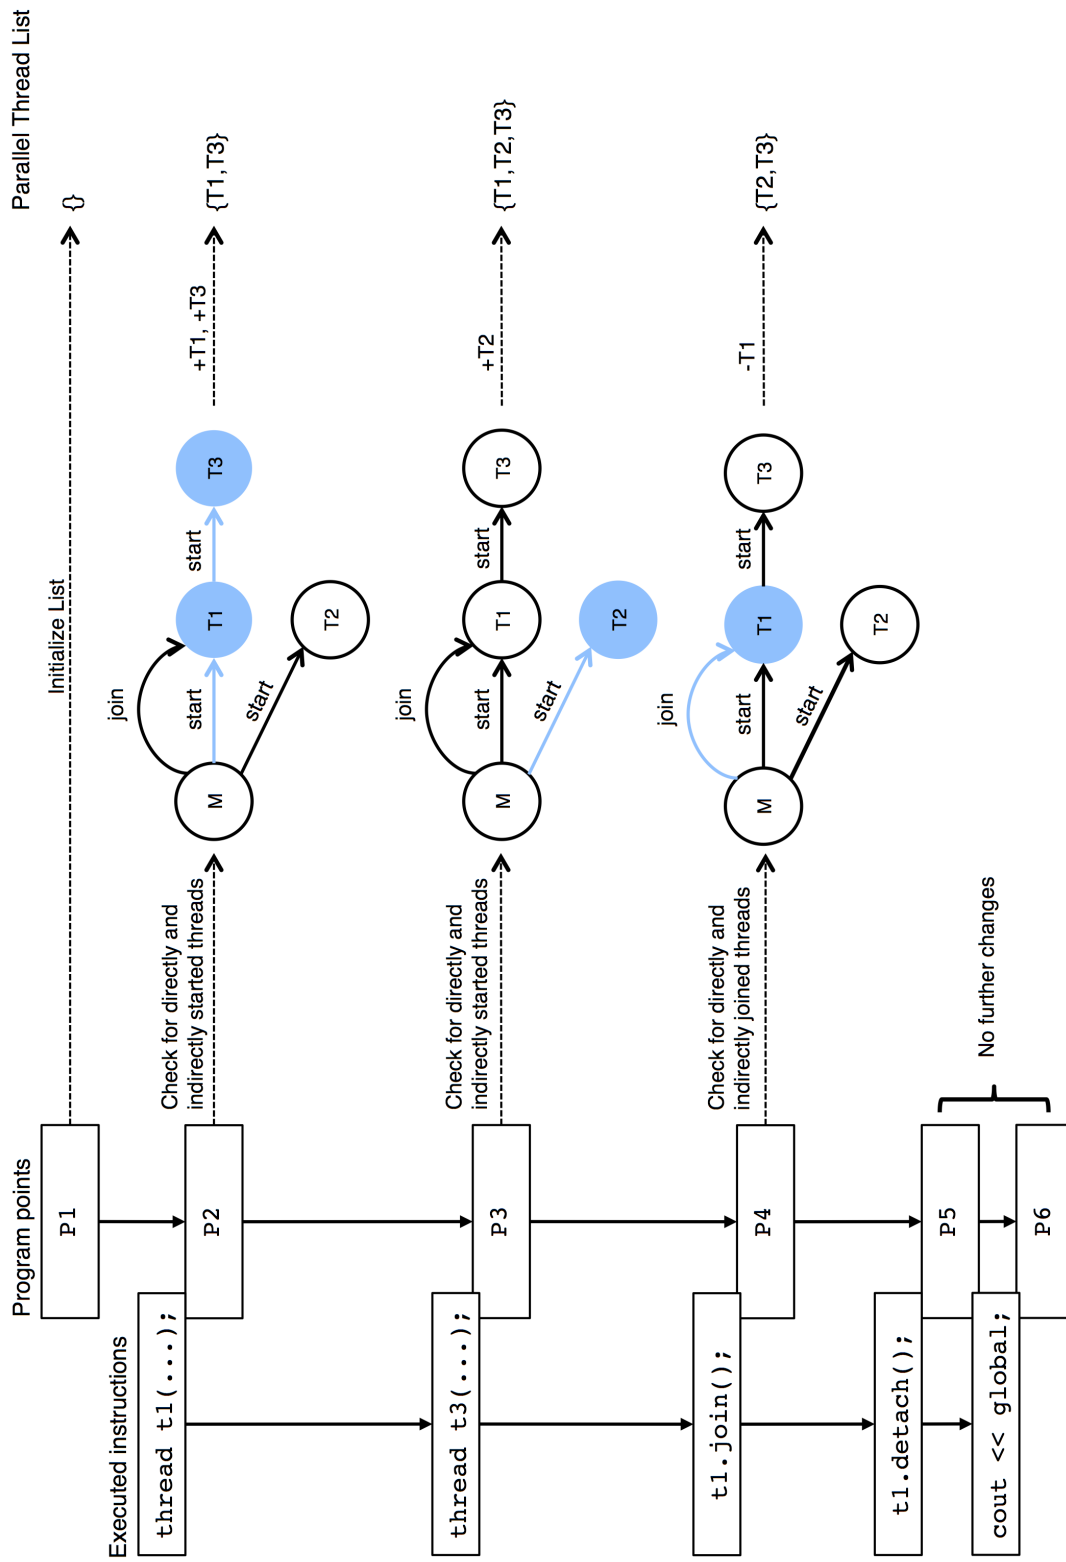 Executed instructions
Program points
Parallel Thread List
P1
Initialize List
{}
thread t1(...);
P2
Check for directly and
indirectly started threads
M
join
start
start
T1
T2
start
T3
+T1, +T3
{T1,T3}
thread t3(...);
P3
Check for directly and
indirectly started threads
M
join
start
start
T1
T2
start
T3
+T2
{T1,T2,T3}
t1.join();
P4
Check for directly and
indirectly joined threads
M
join
start
start
T1
T2
start
T3
-T1
{T2,T3}
t1.detach();
P5
No further changes
cout << global;
P6